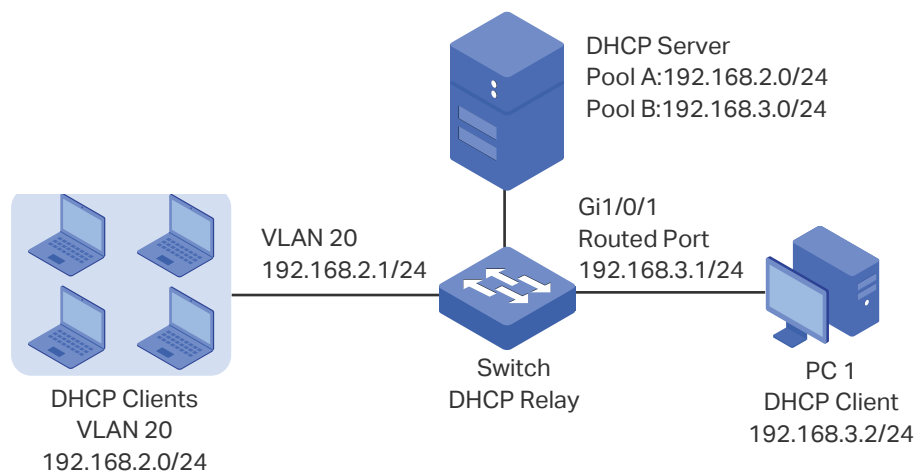 DHCP Server
Pool A:192.168.2.0/24
Pool B:192.168.3.0/24
VLAN 20
192.168.2.1/24
Gi1/0/1
Routed Port
192.168.3.1/24
Switch
DHCP Relay
DHCP Clients
VLAN 20
192.168.2.0/24
PC 1
DHCP Client
192.168.3.2/24